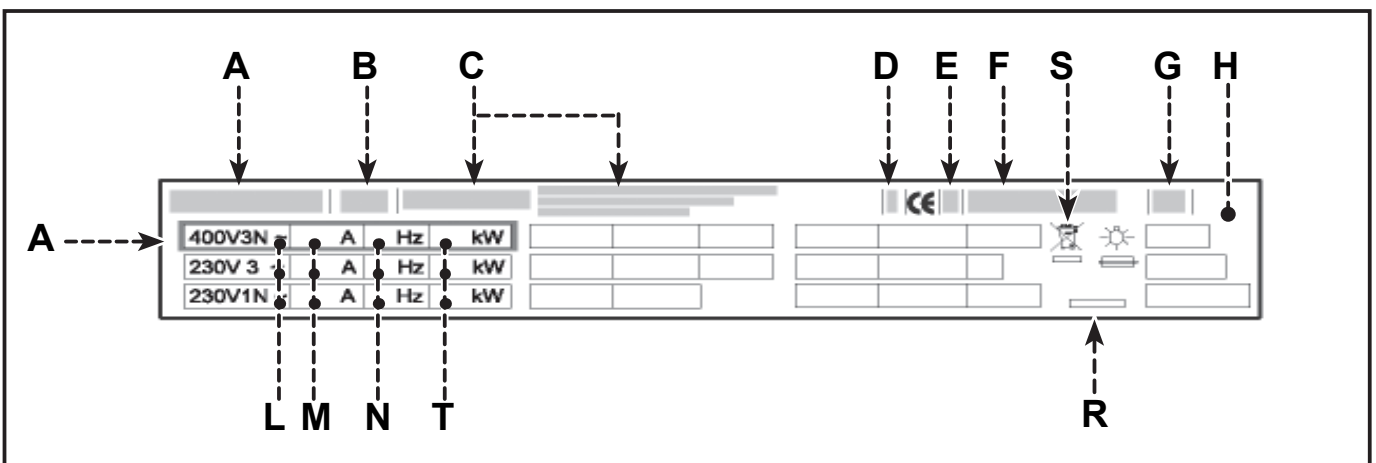 A B C D E F S G H
CE
A
400V3N ~ A Hz kW
230V 3 ~ A Hz kW
230V1N ~ A Hz kW
L M N T
R